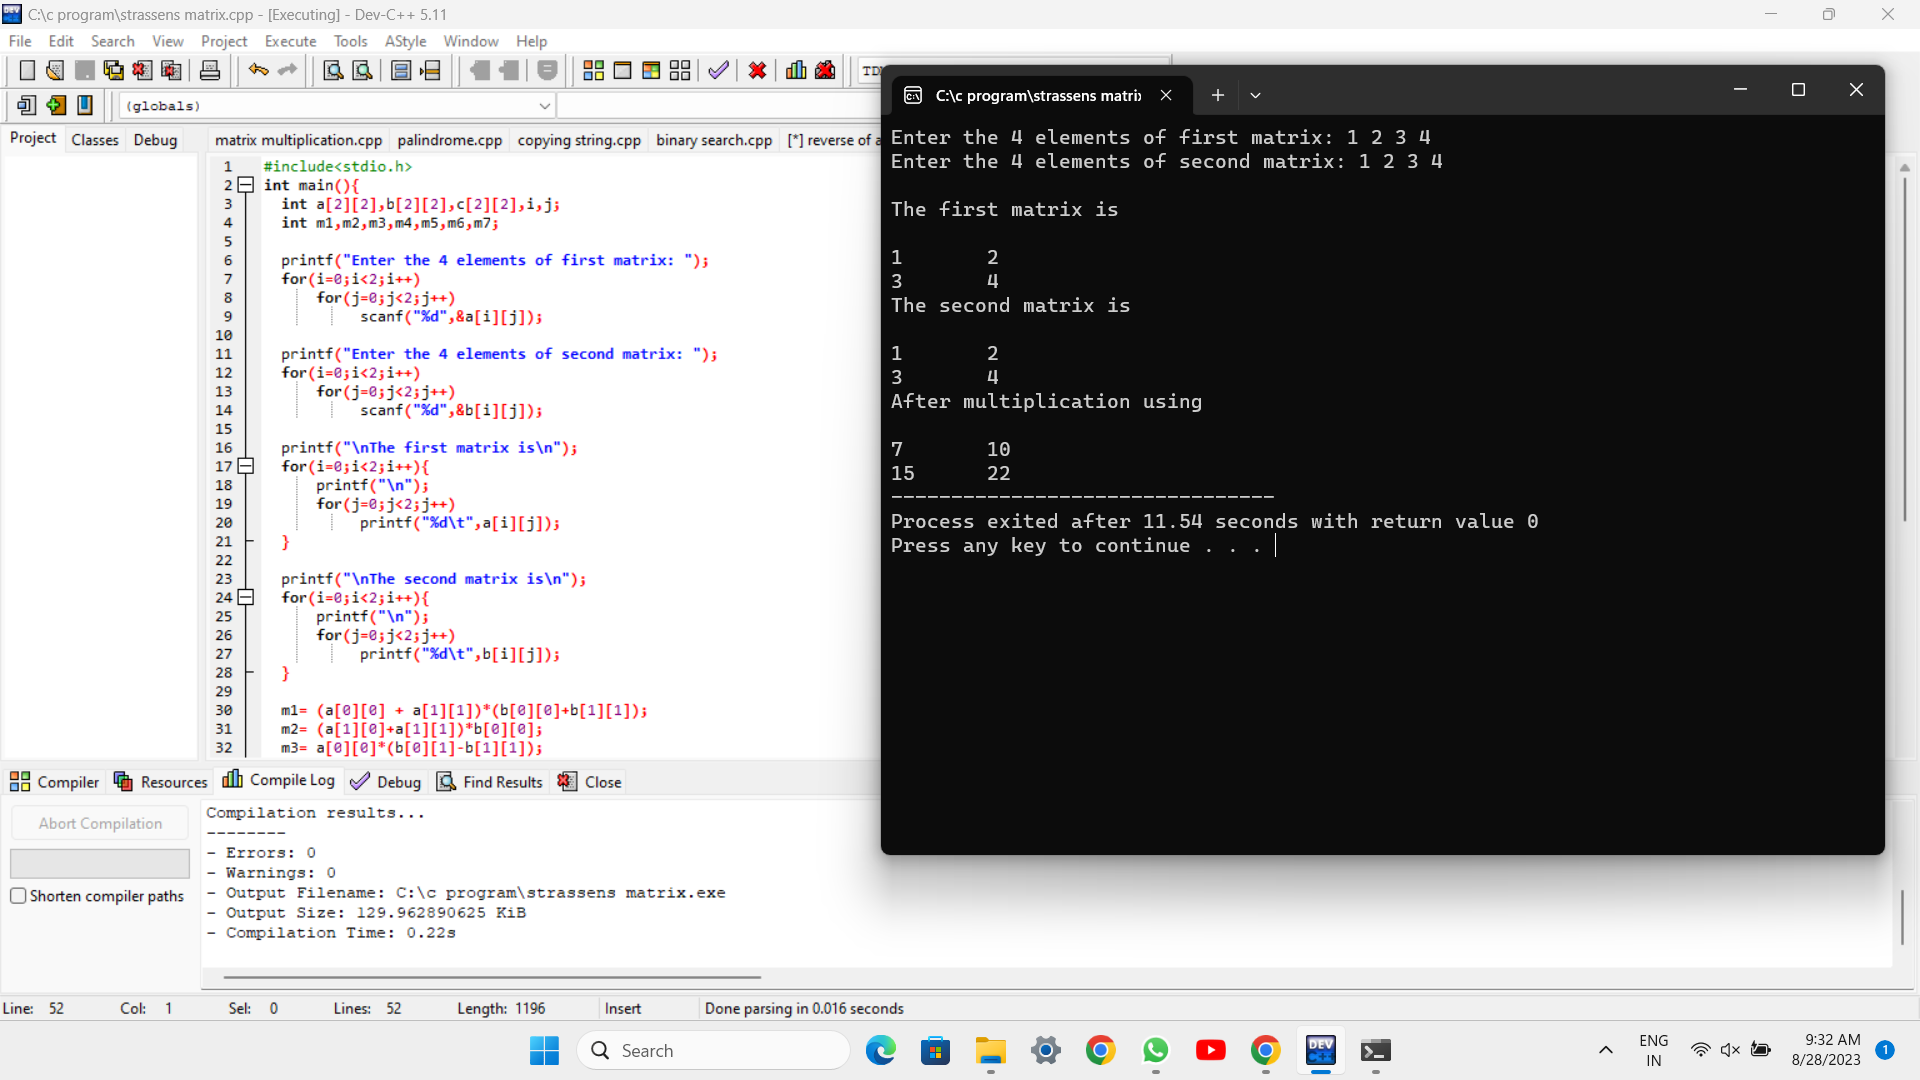 C:\c program\strassens matrix.cpp - [Executing] - Dev-C++ 5.11
File Edit Search View Project Execute Tools AStyle Window Help
(globals)
Project Classes Debug
matrix multiplication.cpp palindrome.cpp copying string.cpp binary search.cpp [*] reverse of a
1 #include<stdio.h>
2 int main(){
3 int a[2][2],b[2][2],c[2][2],i,j;
4 int m1,m2,m3,m4,m5,m6,m7;
5
6 printf("Enter the 4 elements of first matrix: ");
7 for(i=0;i<2;i++)
8 for(j=0;j<2;j++)
9 scanf("%d",&a[i][j]);
10
11 printf("Enter the 4 elements of second matrix: ");
12 for(i=0;i<2;i++)
13 for(j=0;j<2;j++)
14 scanf("%d",&b[i][j]);
15
16 printf("\nThe first matrix is\n");
17 for(i=0;i<2;i++){
18 printf("\n");
19 for(j=0;j<2;j++)
20 printf("%d\t",a[i][j]);
21 }
22
23 printf("\nThe second matrix is\n");
24 for(i=0;i<2;i++){
25 printf("\n");
26 for(j=0;j<2;j++)
27 printf("%d\t",b[i][j]);
28 }
29
30 m1= (a[0][0] + a[1][1])*(b[0][0]+b[1][1]);
31 m2= (a[1][0]+a[1][1])*b[0][0];
32 m3= a[0][0]*(b[0][1]-b[1][1]);
C:\c program\strassens matri
Enter the 4 elements of first matrix: 1 2 3 4
Enter the 4 elements of second matrix: 1 2 3 4
The first matrix is
1 2
3 4
The second matrix is
1 2
3 4
After multiplication using
7 10
15 22
--------------------------------
Process exited after 11.54 seconds with return value 0
Press any key to continue . . .
Compiler Resources Compile Log Debug Find Results Close
Abort Compilation
Shorten compiler paths
Compilation results...
--------
- Errors: 0
- Warnings: 0
- Output Filename: C:\c program\strassens matrix.exe
- Output Size: 129.962890625 KiB
- Compilation Time: 0.22s
Line: 52 Col: 1 Sel: 0 Lines: 52 Length: 1196 Insert Done parsing in 0.016 seconds
Search
DEV
ENG
IN
9:32 AM
8/28/2023
1